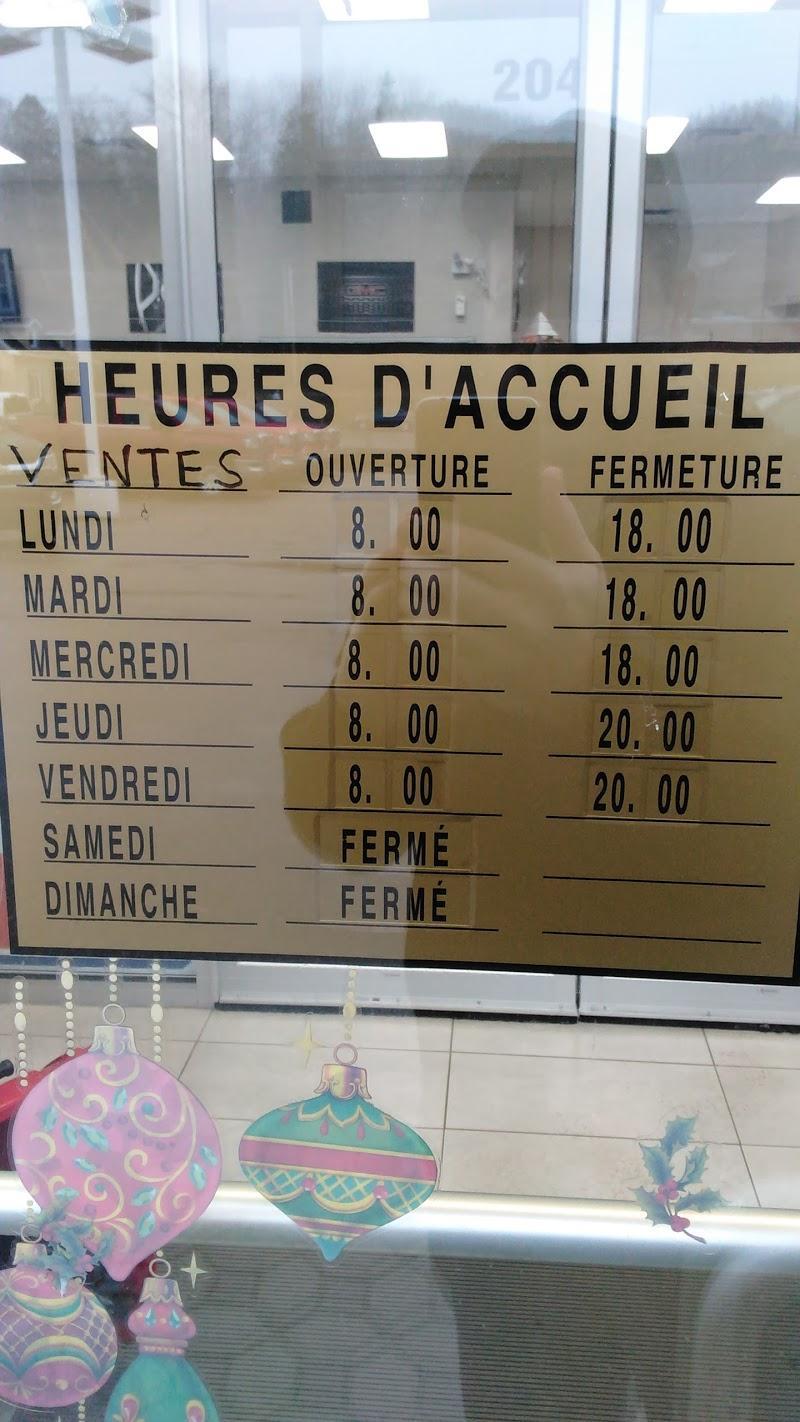 204
GMC
HEURES D'ACCUEIL
VENTES OUVERTURE FERMETURE
LUNDI 8. 00 18. 00
MARDI 8. 00 18. 00
MERCREDI 8. 00 18. 00
JEUDI 8. 00 20. 00
VENDREDI 8. 00 20. 00
SAMEDI FERMÉ
DIMANCHE FERMÉ